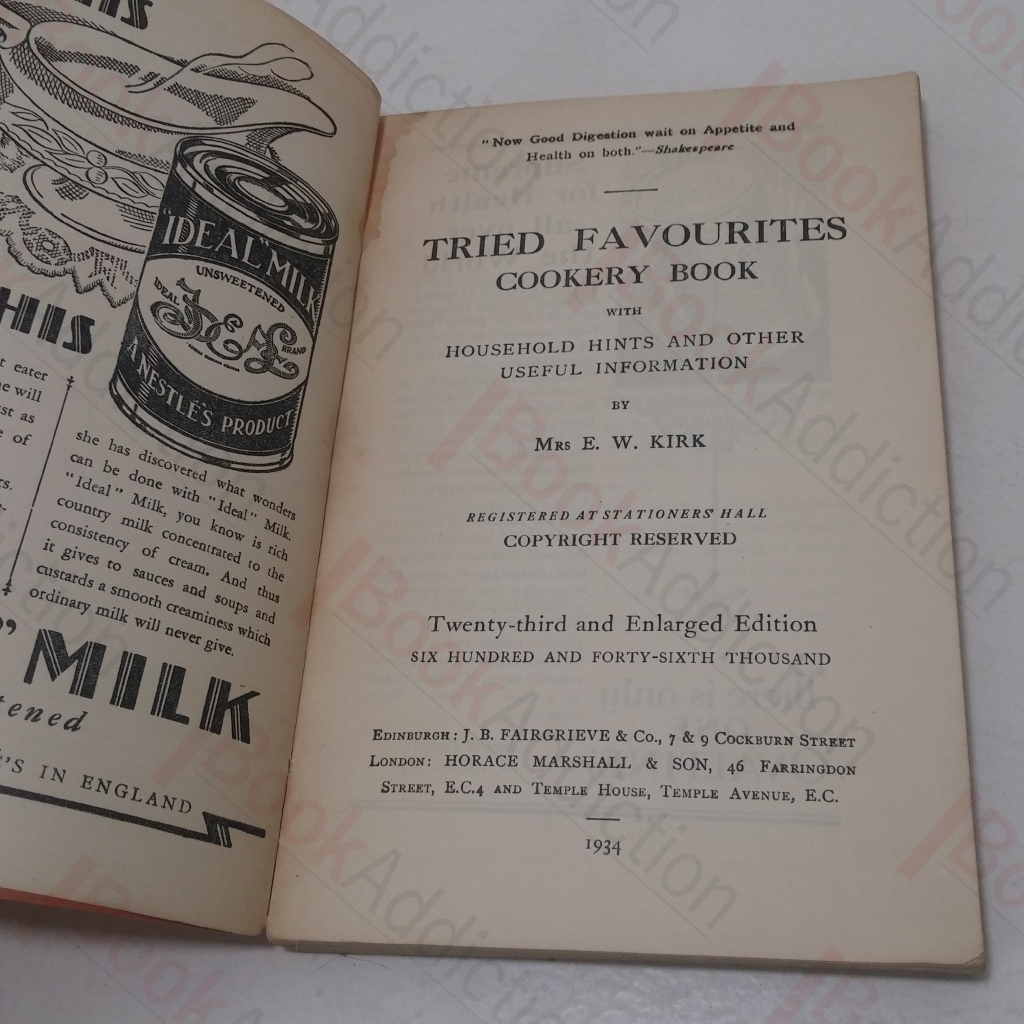 HIS
"IDEAL" MILK
UNSWEETENED
IDEAL
BRAND
A NESTLE'S PRODUCT
HIS
eater
will
st as
of
she has discovered what wonders
can be done with "Ideal" Milk.
"Ideal" Milk, you know is rich
country milk concentrated to the
consistency of cream. And thus
it gives to sauces and soups and
custards a smooth creaminess which
ordinary milk will never give.
MILK
tened
'S IN ENGLAND
"Now Good Digestion wait on Appetite and
Health on both."—Shakespeare
TRIED FAVOURITES
COOKERY BOOK
WITH
HOUSEHOLD HINTS AND OTHER
USEFUL INFORMATION
BY
MRS E. W. KIRK
REGISTERED AT STATIONERS' HALL
COPYRIGHT RESERVED
Twenty-third and Enlarged Edition
SIX HUNDRED AND FORTY-SIXTH THOUSAND
EDINBURGH: J. B. FAIRGRIEVE & Co., 7 & 9 COCKBURN STREET
LONDON: HORACE MARSHALL & SON, 46 FARRINGDON
STREET, E.C.4 AND TEMPLE HOUSE, TEMPLE AVENUE, E.C.
1934
BookAddiction